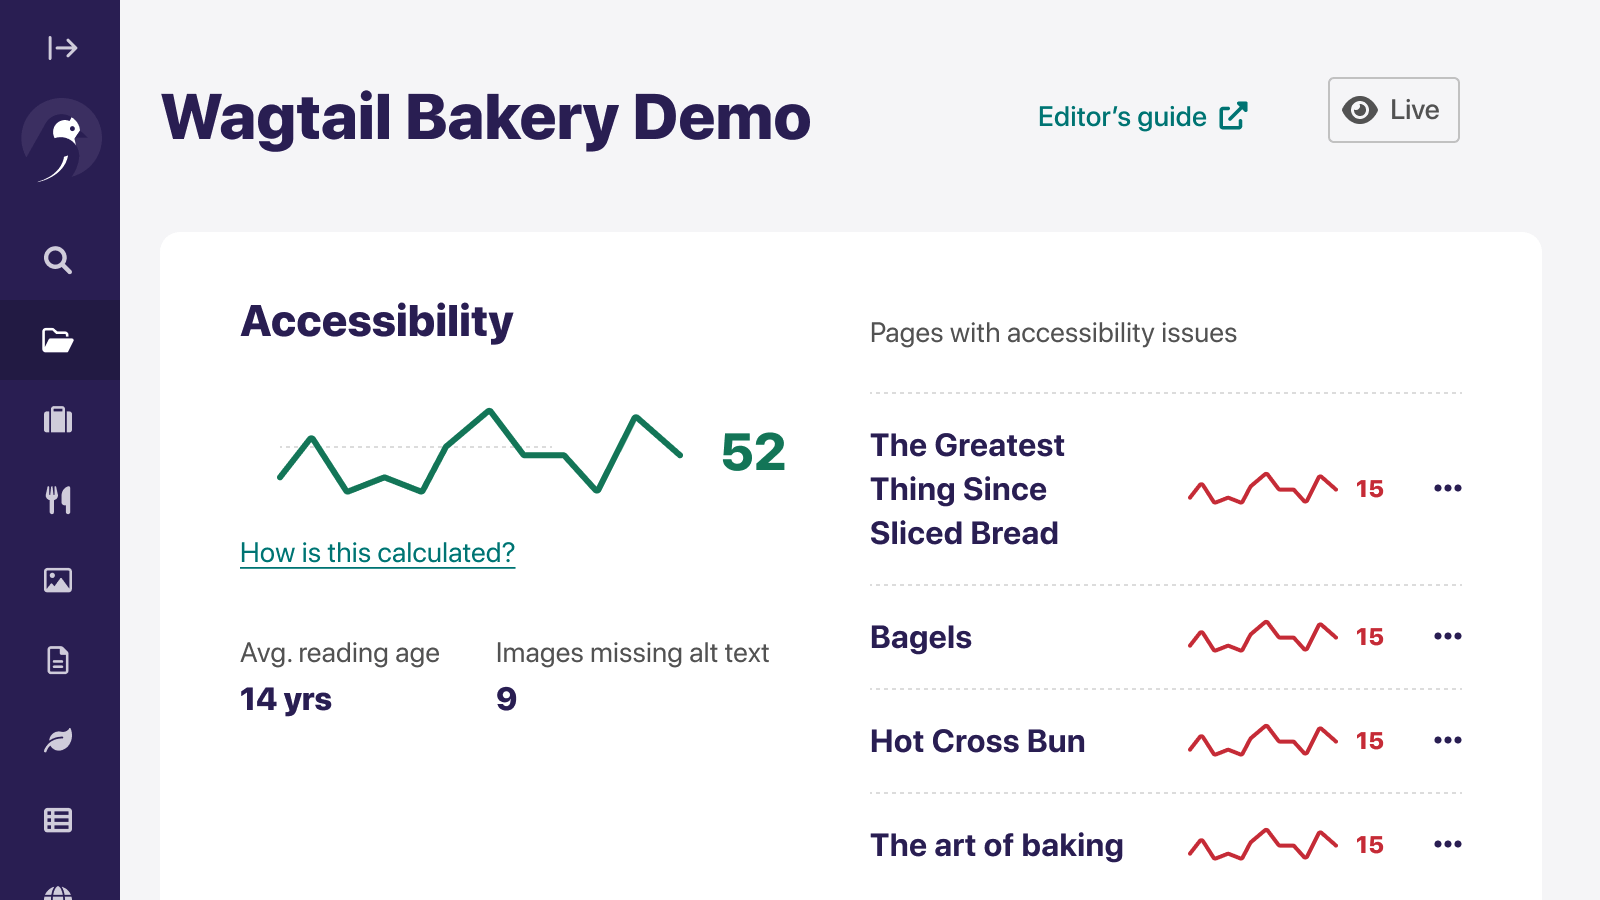 Wagtail Bakery Demo
Editor’s guide
Live
Accessibility
52
How is this calculated?
Avg. reading age
14 yrs
Images missing alt text
9
Pages with accessibility issues
The Greatest
Thing Since
Sliced Bread
15
Bagels
15
Hot Cross Bun
15
The art of baking
15